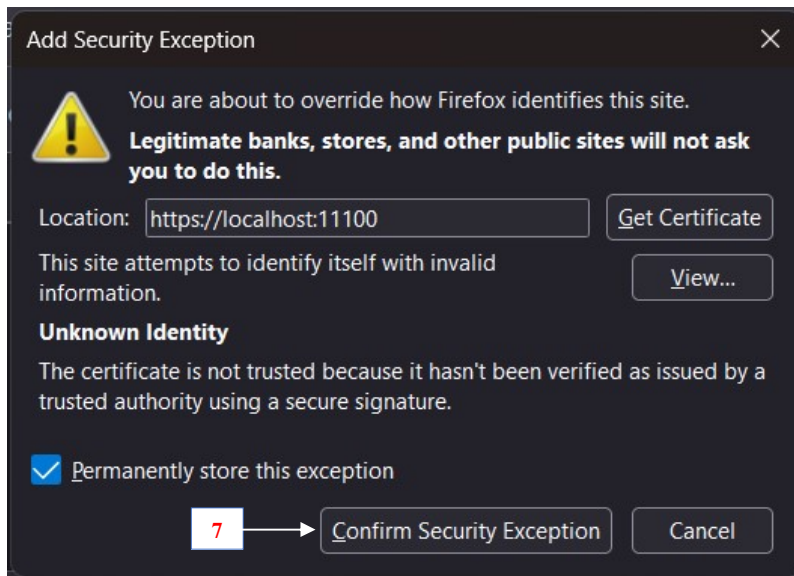 Add Security Exception
You are about to override how Firefox identifies this site.
Legitimate banks, stores, and other public sites will not ask
you to do this.
Location: https://localhost:11100 Get Certificate
This site attempts to identify itself with invalid
information.
View...
Unknown Identity
The certificate is not trusted because it hasn't been verified as issued by a
trusted authority using a secure signature.
Permanently store this exception
7 Confirm Security Exception Cancel